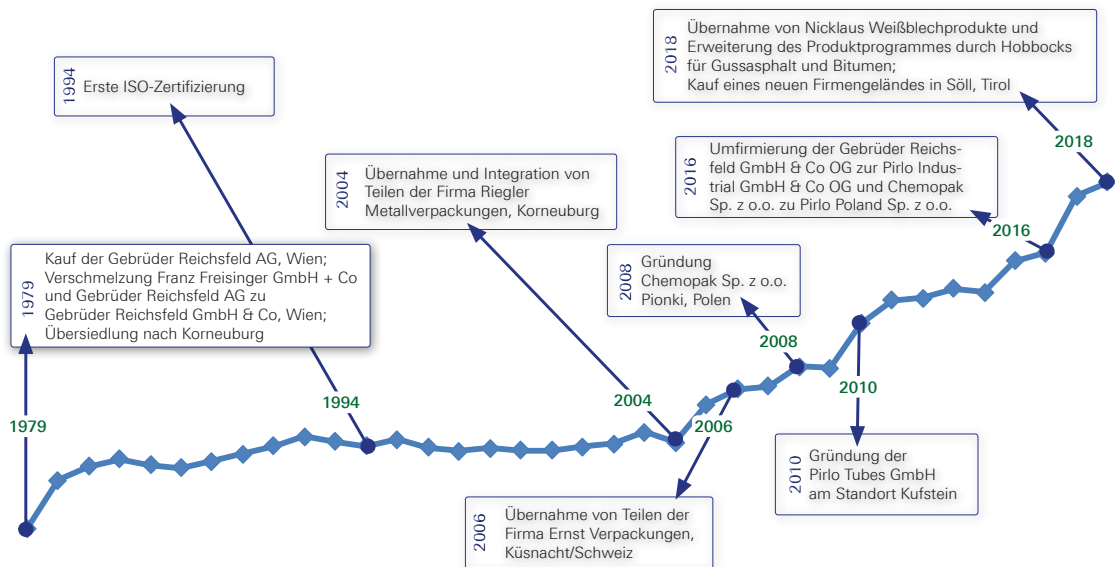 2018
Übernahme von Nicklaus Weißblechprodukte und
Erweiterung des Produktprogrammes durch Hobbocks
für Gussasphalt und Bitumen;
Kauf eines neuen Firmengeländes in Söll, Tirol
1994
Erste ISO-Zertifizierung
2018
2016
Umfirmierung der Gebrüder Reichs-
feld GmbH & Co OG zur Pirlo Indus-
trial GmbH & Co OG und Chemopak
Sp. z o.o. zu Pirlo Poland Sp. z o.o.
2004
Übernahme und Integration von
Teilen der Firma Riegler
Metallverpackungen, Korneuburg
2016
1979
Kauf der Gebrüder Reichsfeld AG, Wien;
Verschmelzung Franz Freisinger GmbH + Co
und Gebrüder Reichsfeld AG zu
Gebrüder Reichsfeld GmbH & Co, Wien;
Übersiedlung nach Korneuburg
2008
Gründung
Chemopak Sp. z o.o.
Pionki, Polen
2008
2010
1994
2004
1979
2006
2010
Gründung der
Pirlo Tubes GmbH
am Standort Kufstein
2006
Übernahme von Teilen der
Firma Ernst Verpackungen,
Küsnacht/Schweiz